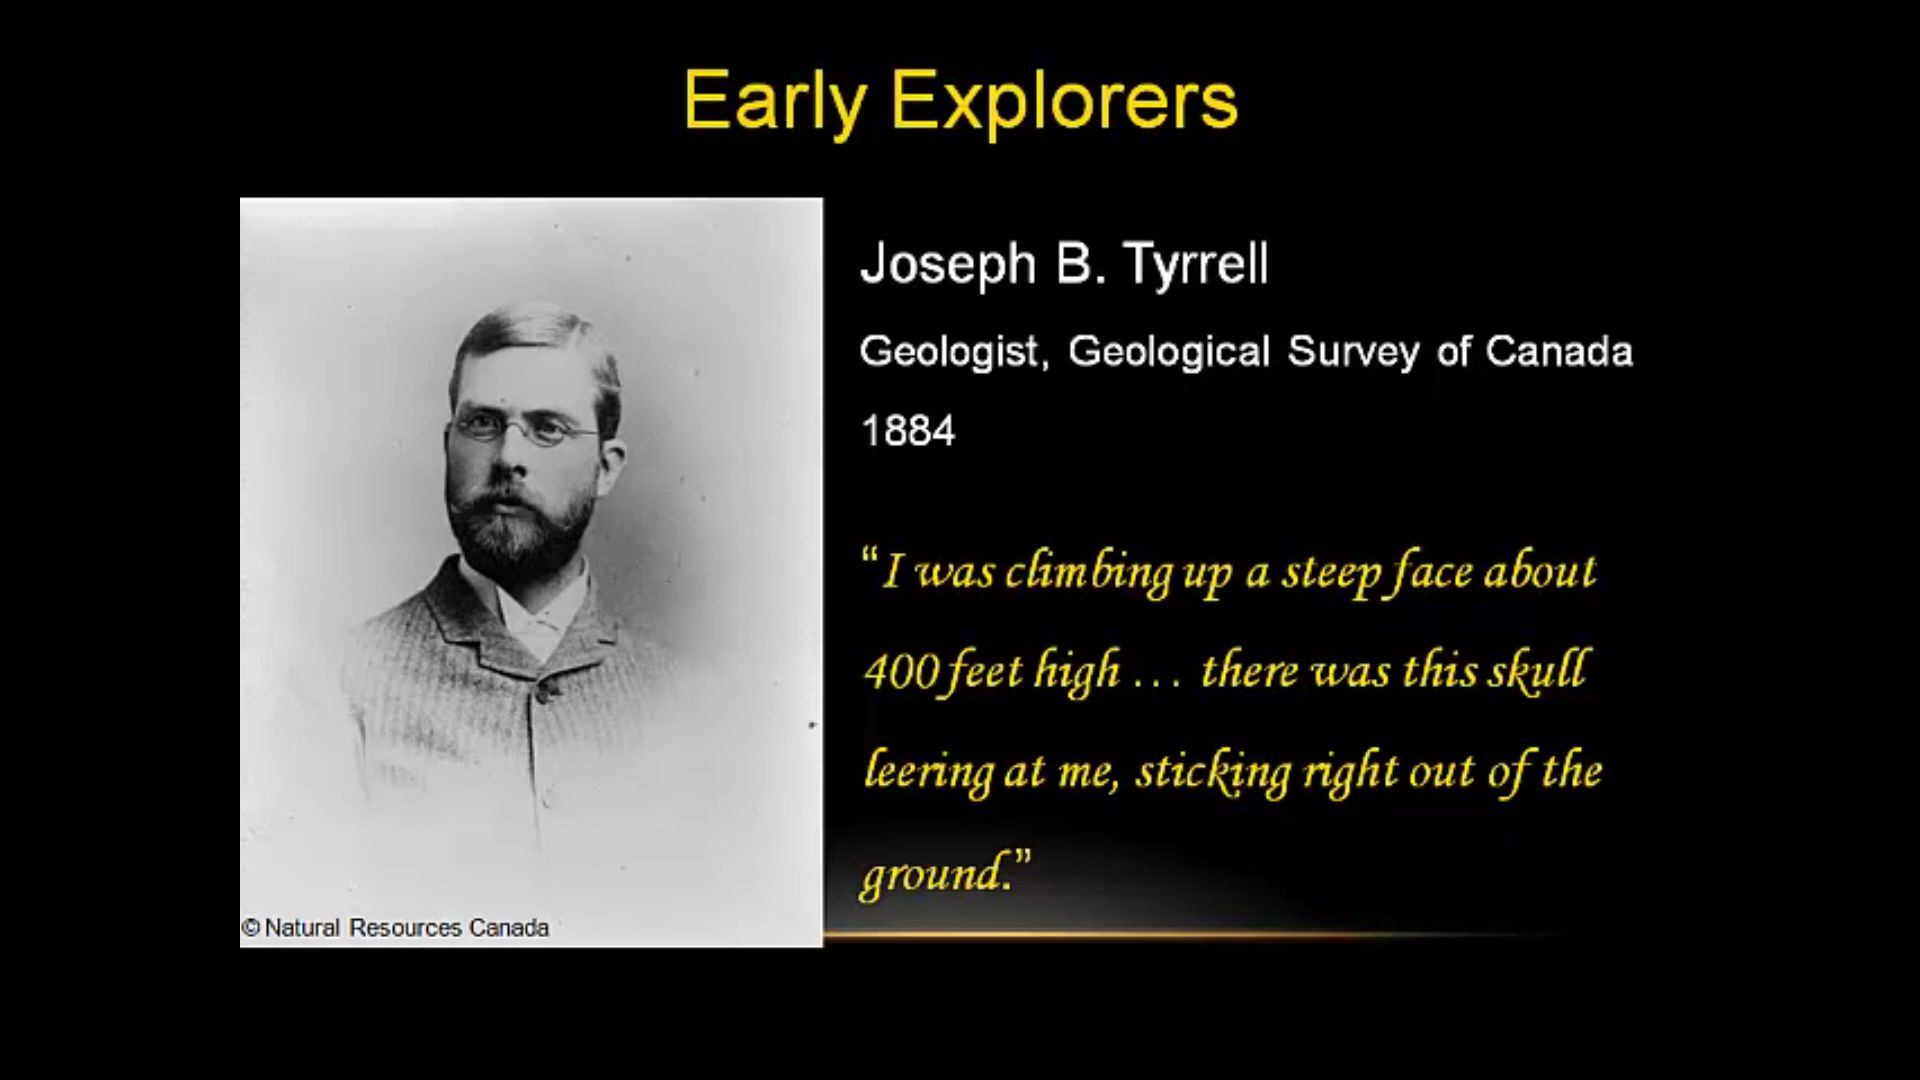 Early Explorers
Joseph B. Tyrrell
Geologist, Geological Survey of Canada
1884
“I was climbing up a steep face about
400 feet high … there was this skull
leering at me, sticking right out of the
ground.”
© Natural Resources Canada